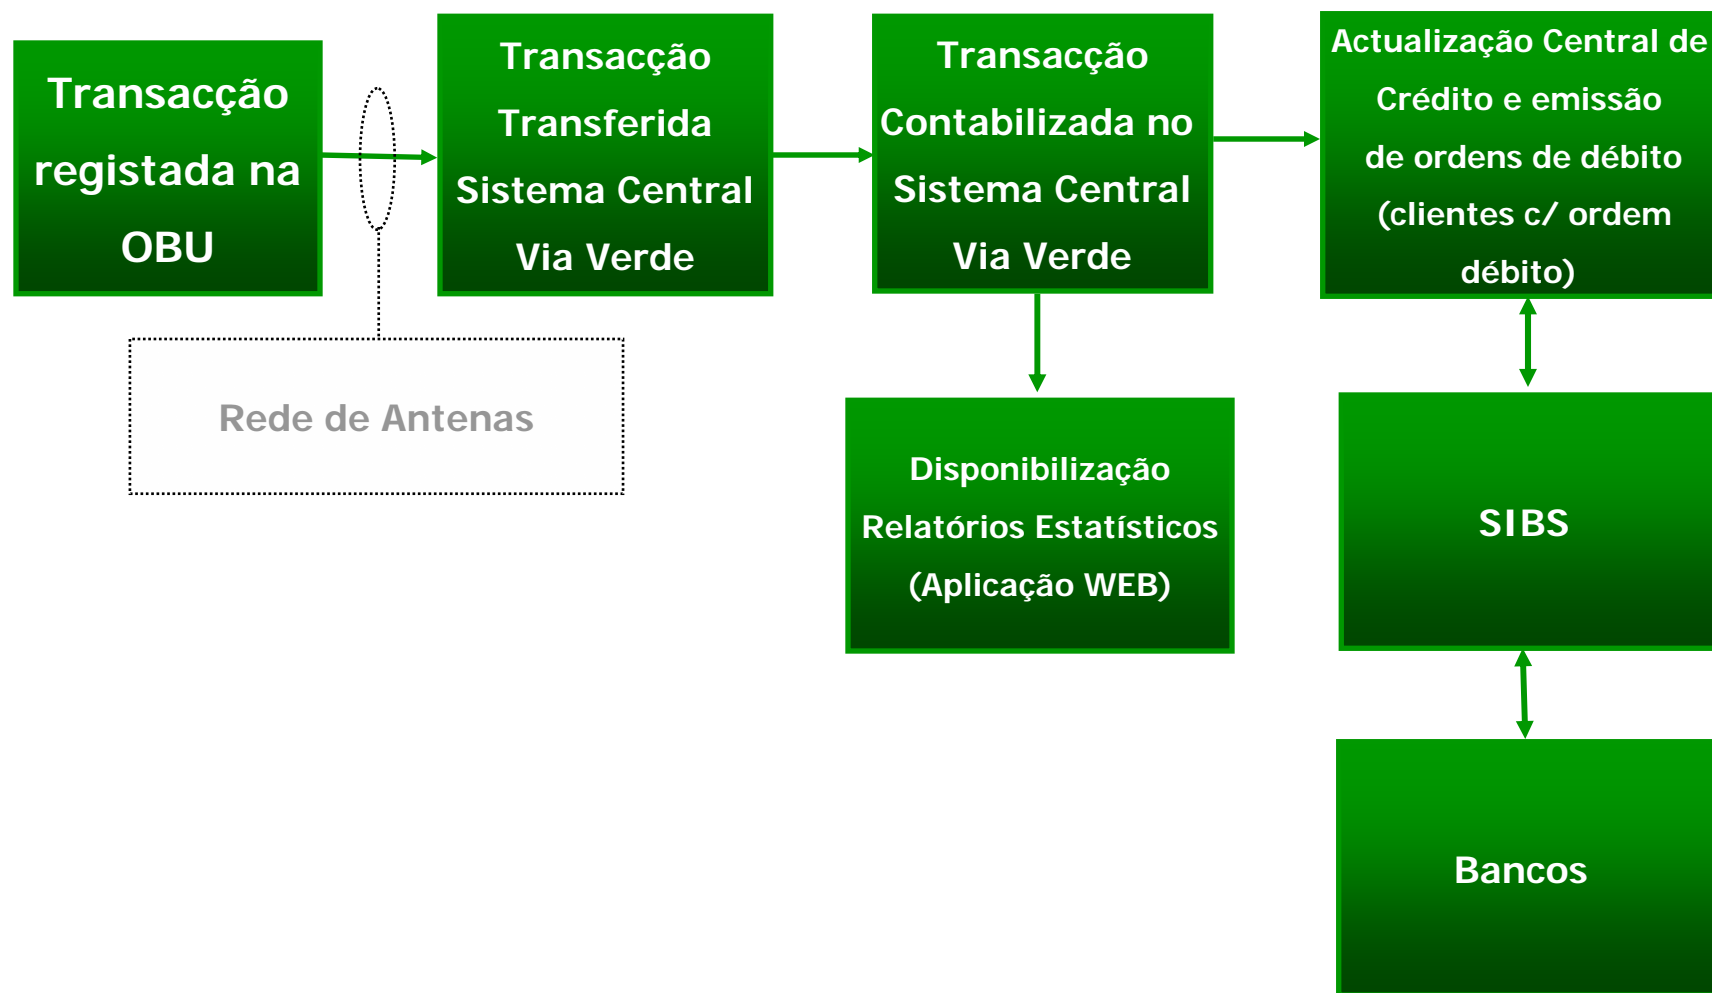 Transacção
registada na
OBU
Transacção
Transferida
Sistema Central
Via Verde
Transacção
Contabilizada no
Sistema Central
Via Verde
Actualização Central de
Crédito e emissão
de ordens de débito
(clientes c/ ordem
débito)
Rede de Antenas
Disponibilização
Relatórios Estatísticos
(Aplicação WEB)
SIBS
Bancos